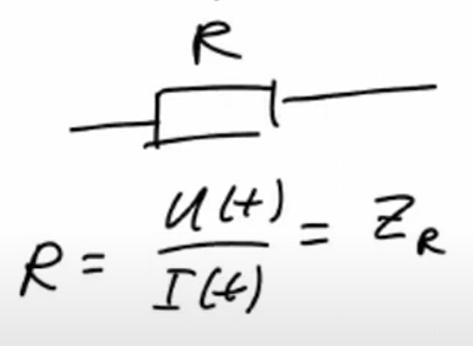 R
R = U(t) / I(t) = Z_R